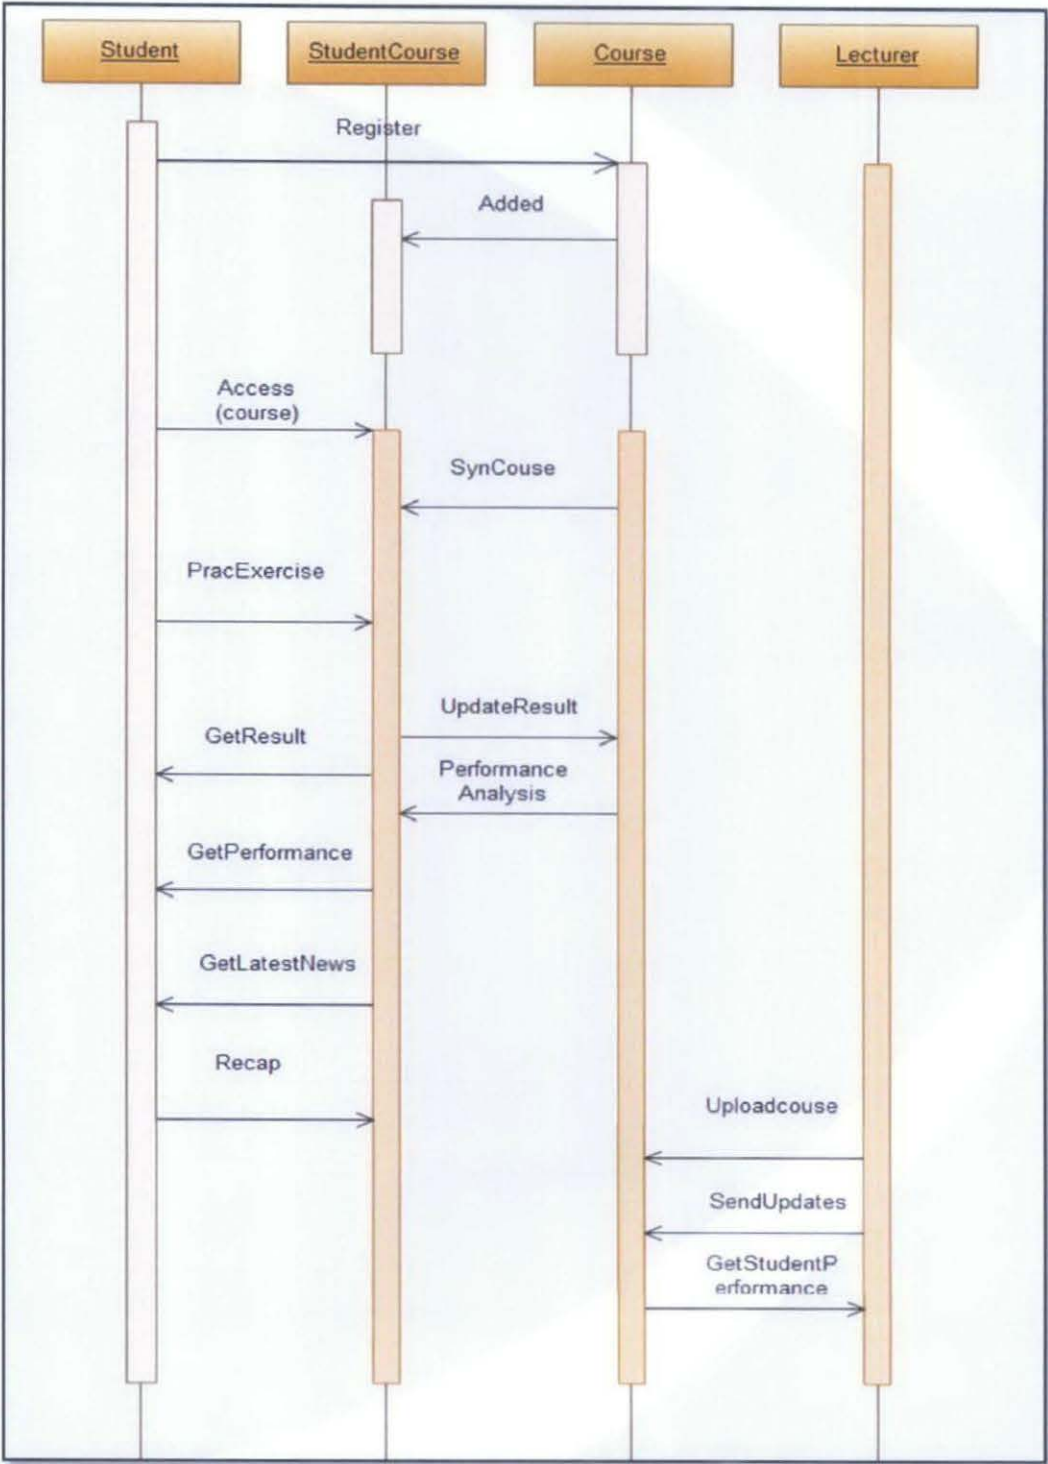 Student
StudentCourse
Course
Lecturer
Register
Added
Access
(course)
SynCouse
PracExercise
UpdateResult
GetResult
Performance
Analysis
GetPerformance
GetLatestNews
Recap
Uploadcouse
SendUpdates
GetStudentP
erformance